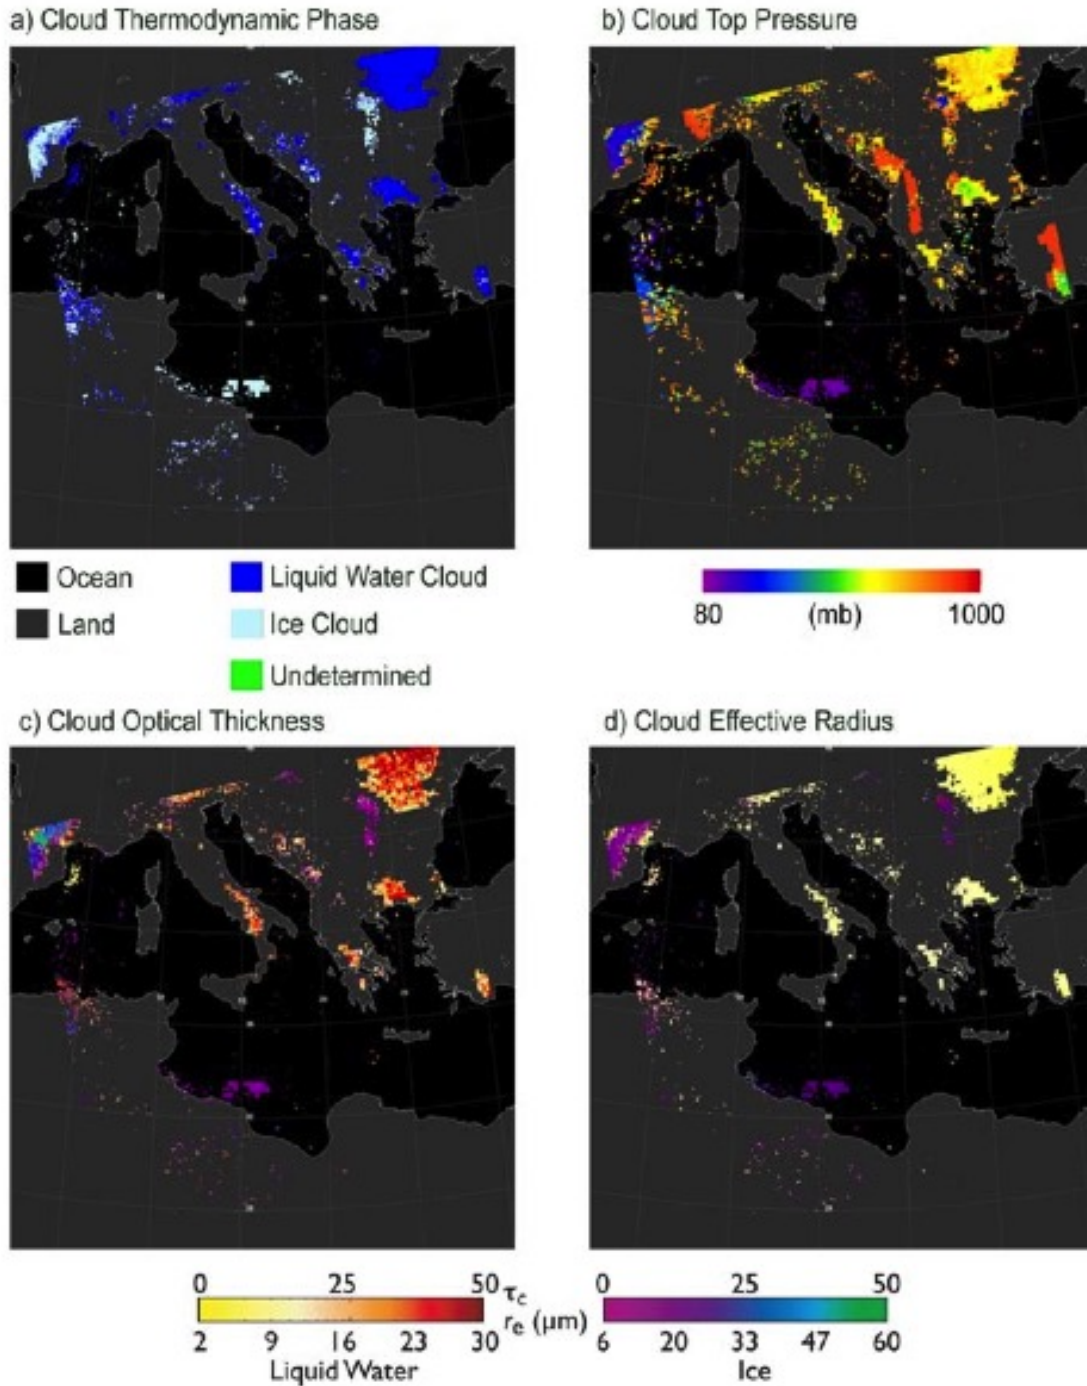 a) Cloud Thermodynamic Phase
b) Cloud Top Pressure
Ocean
Liquid Water Cloud
Land
Ice Cloud
Undetermined
80 (mb) 1000
c) Cloud Optical Thickness
d) Cloud Effective Radius
0 25 50 τc 0 25 50
2 9 16 23 30 re (μm) 6 20 33 47 60
Liquid Water
Ice